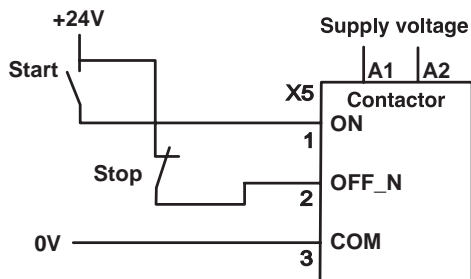 +24V
Supply voltage
Start
A1 A2
X5
Contactor
ON
1
Stop
OFF_N
2
0V
COM
3